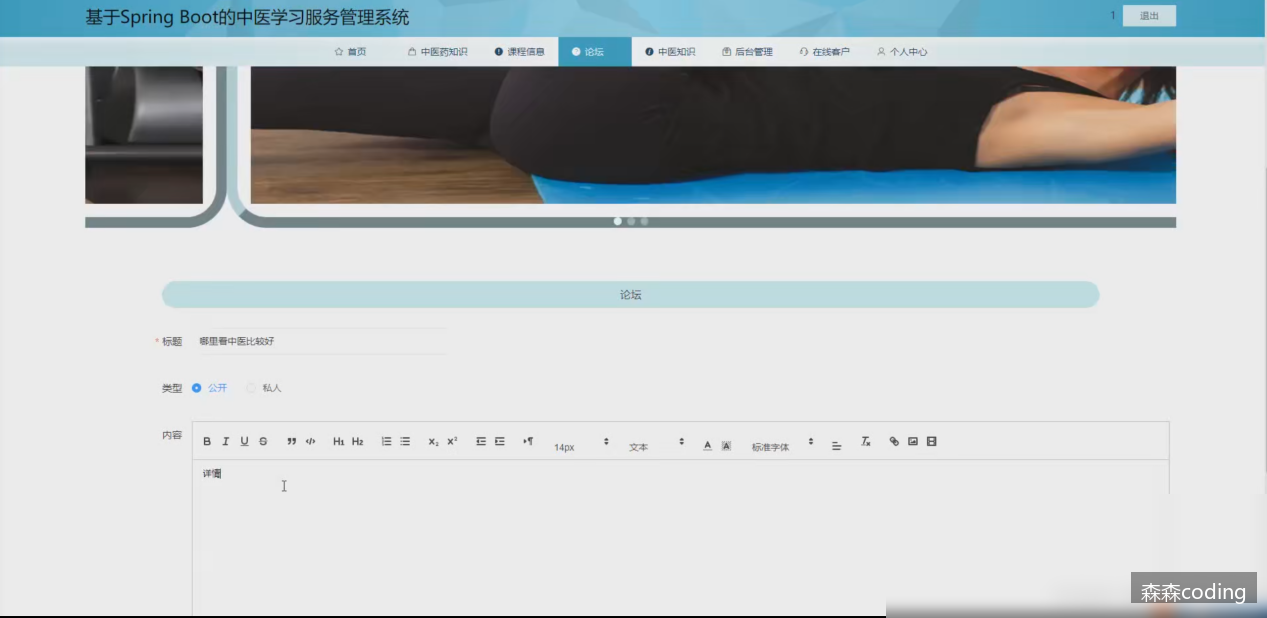 基于Spring Boot的中医学习服务管理系统
1 退出
首页 中医药知识 课程信息 论坛 中医知识 后台管理 在线客户 个人中心
论坛
* 标题 哪里看中医比较好
类型 公开 私人
内容
B I U S ” </> H1 H2 x₂ x² 14px 文本 A A 标准字体 Tx
详情
森森coding